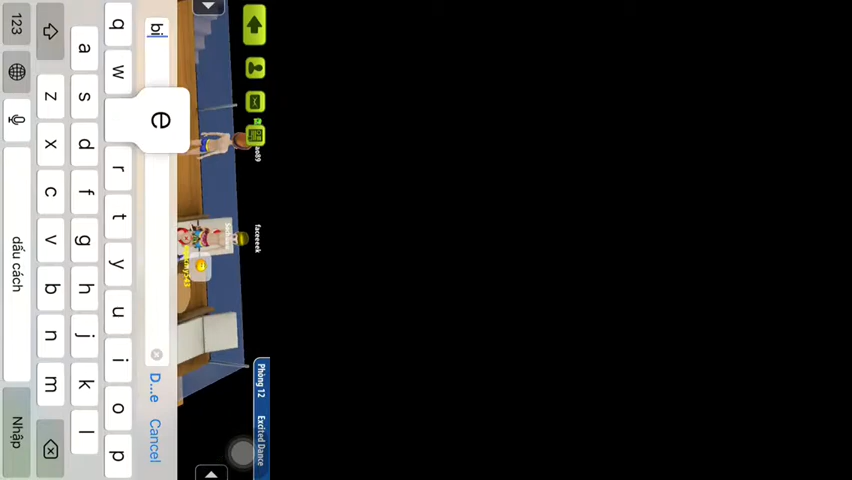 Phòng 12 Excited Dance
faceeek
bi
D...e Cancel
q w e r t y u i o p
a s d f g h j k l
z x c v b n m
123 dấu cách Nhập